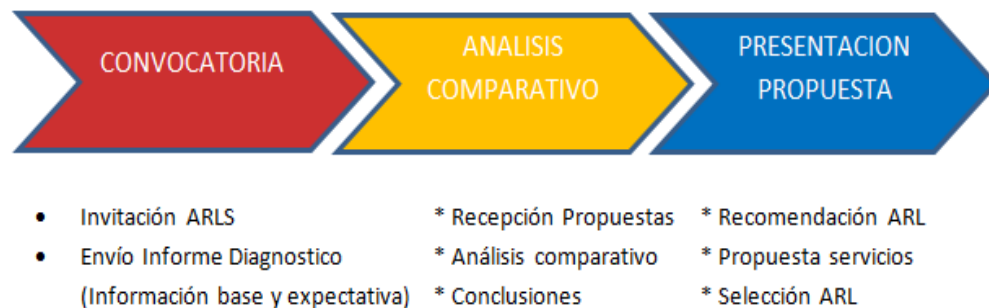 CONVOCATORIA
ANALISIS
COMPARATIVO
PRESENTACION
PROPUESTA
• Invitación ARLS
• Envío Informe Diagnostico
(Información base y expectativa)
* Recepción Propuestas
* Análisis comparativo
* Conclusiones
* Recomendación ARL
* Propuesta servicios
* Selección ARL